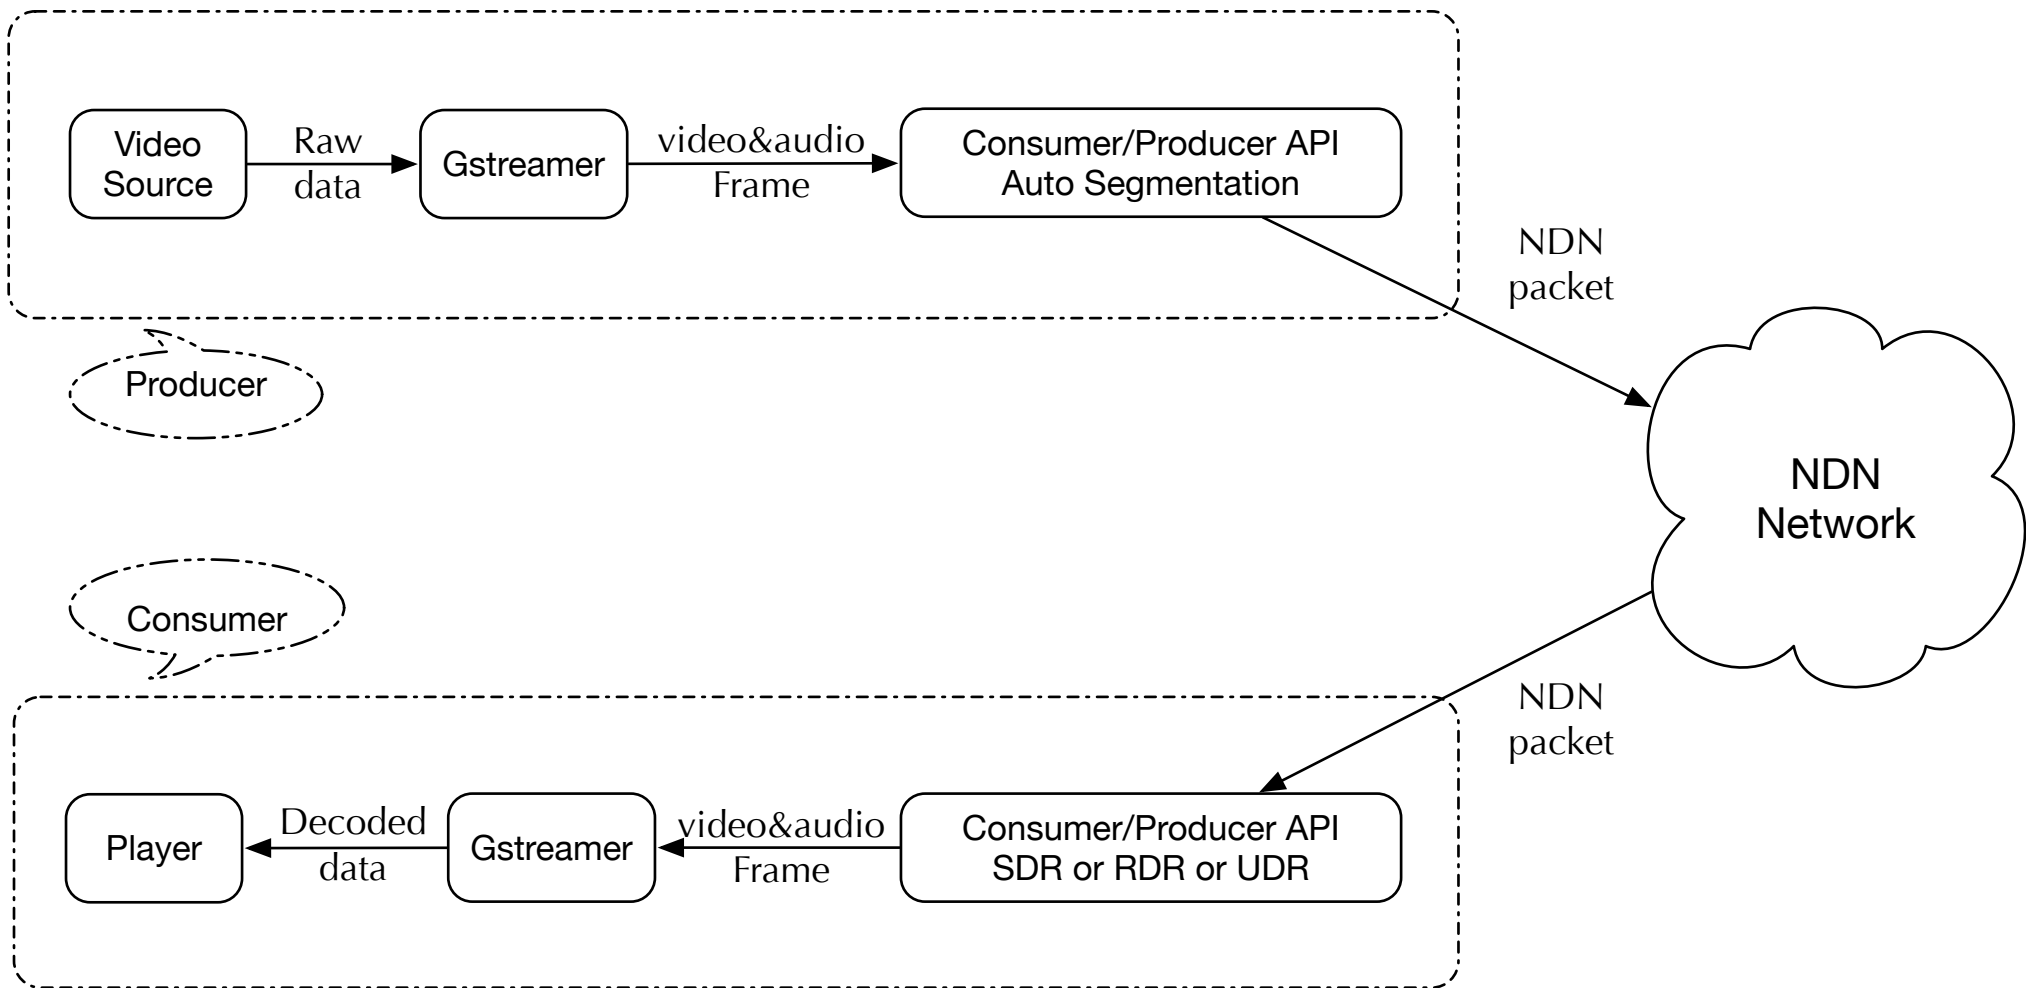 Video
Source
Raw
data
Gstreamer
video&audio
Frame
Consumer/Producer API
Auto Segmentation
NDN
packet
Producer
NDN
Network
Consumer
NDN
packet
Player
Decoded
data
Gstreamer
video&audio
Frame
Consumer/Producer API
SDR or RDR or UDR